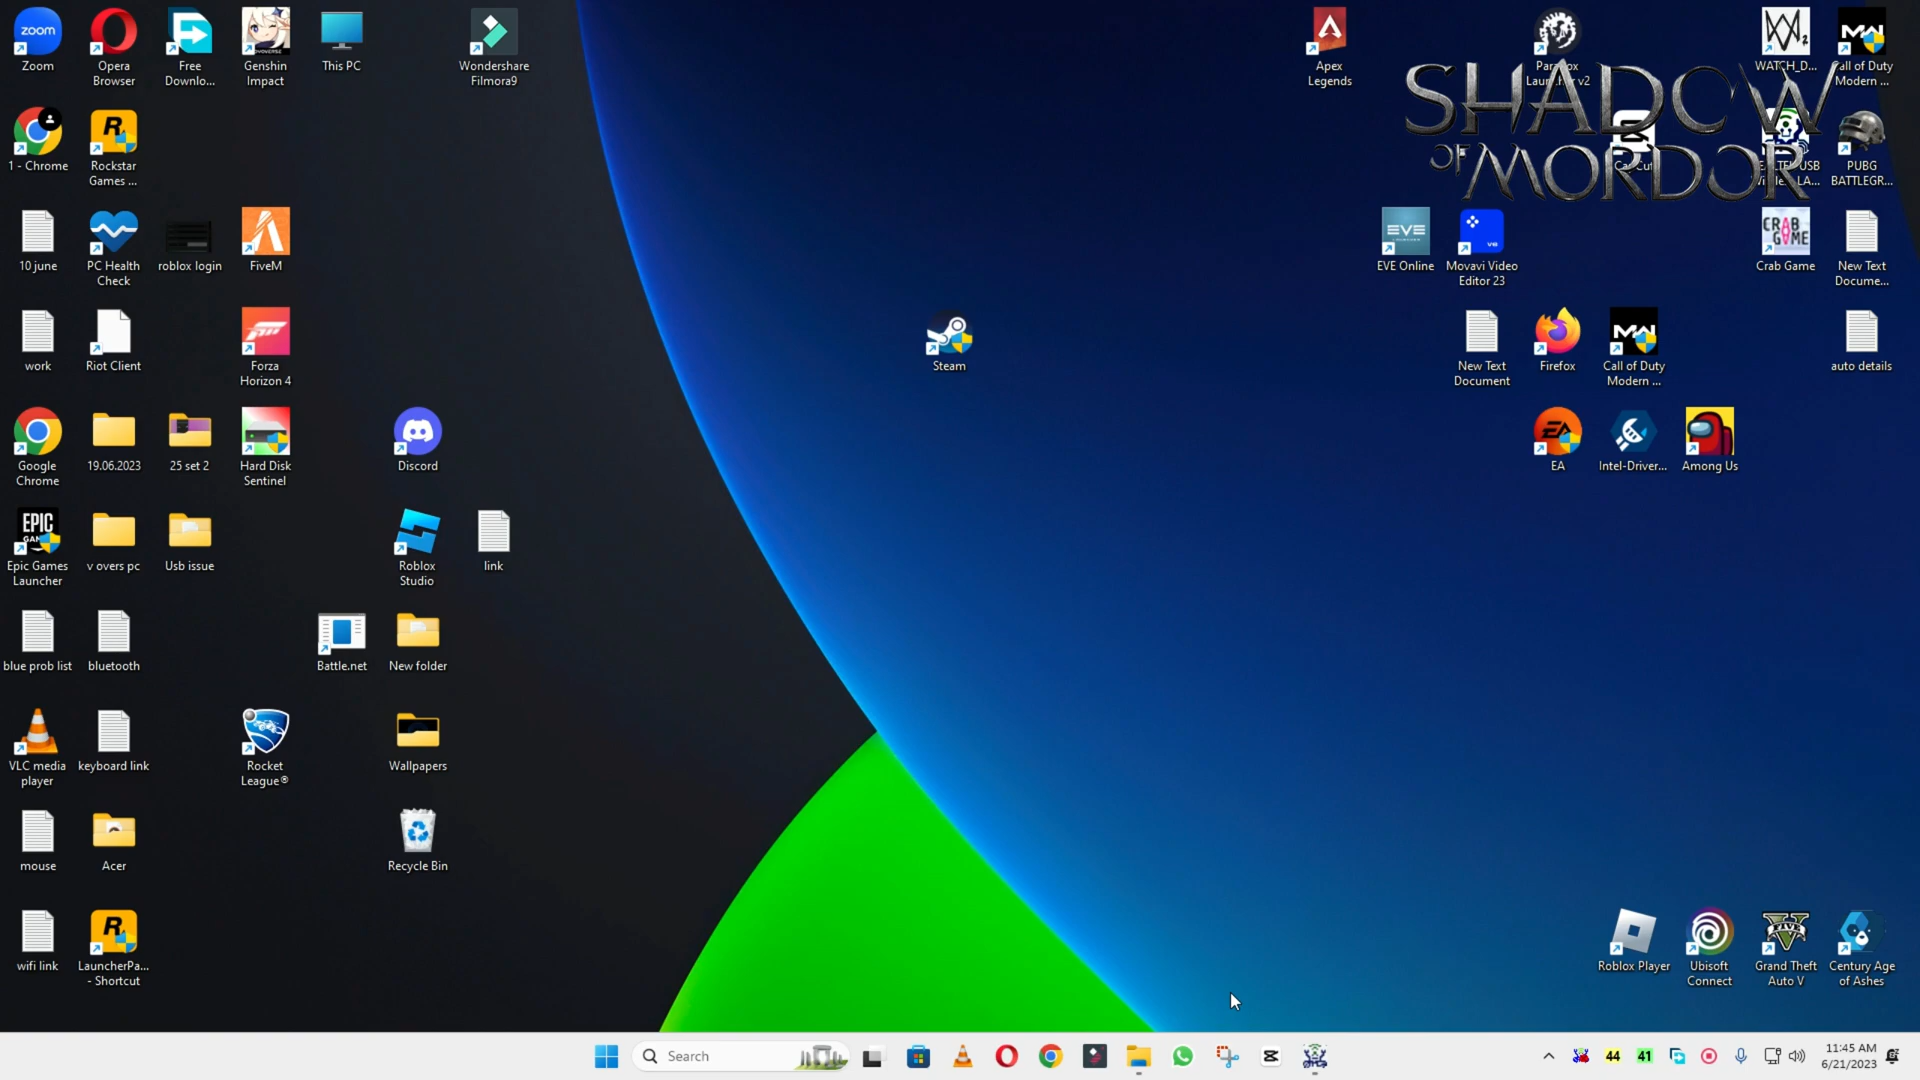 Zoom
Opera
Browser
Free
Downlo...
Genshin
Impact
This PC
Wondershare
Filmora9
Apex
Legends
WATCH_D...
Call of Duty
Modern ...
SHADOW
OF MORDOR
1 - Chrome
Rockstar
Games ...
PUBG
BATTLEGR...
10 june
PC Health
Check
roblox login
FiveM
EVE Online
Movavi Video
Editor 23
Crab Game
New Text
Docume...
work
Riot Client
Forza
Horizon 4
Steam
New Text
Document
Firefox
Call of Duty
Modern ...
auto details
Google
Chrome
19.06.2023
25 set 2
Hard Disk
Sentinel
Discord
EA
Intel-Driver...
Among Us
Epic Games
Launcher
v overs pc
Usb issue
Roblox
Studio
link
blue prob list
bluetooth
Battle.net
New folder
VLC media
player
keyboard link
Rocket
League®
Wallpapers
mouse
Acer
Recycle Bin
wifi link
LauncherPa...
- Shortcut
Roblox Player
Ubisoft
Connect
Grand Theft
Auto V
Century Age
of Ashes
Search
44
41
11:45 AM
6/21/2023